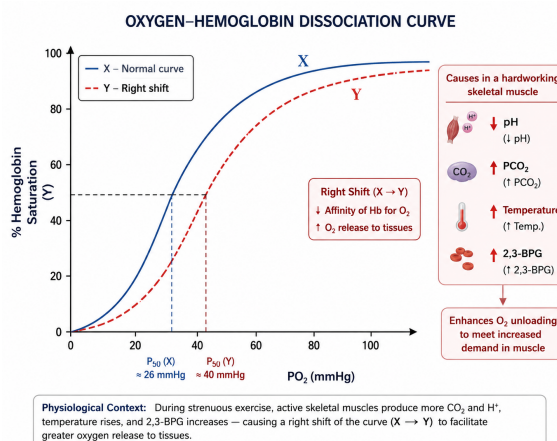 OXYGEN–HEMOGLOBIN DISSOCIATION CURVE
100
80
60
40
20
0
% Hemoglobin
Saturation
(Y)
X – Normal curve
Y – Right shift
X
Y
Right Shift (X → Y)
↓ Affinity of Hb for O₂
↑ O₂ release to tissues
0
20
40
60
80
100
P₅₀ (X)
≈ 26 mmHg
P₅₀ (Y)
≈ 40 mmHg
PO₂ (mmHg)
Causes in a hardworking
skeletal muscle
H⁺
H⁺
↓ pH
(↓ pH)
CO₂
↑ PCO₂
(↑ PCO₂)
↑ Temperature
(↑ Temp.)
↑ 2,3-BPG
(↑ 2,3-BPG)
Enhances O₂ unloading
to meet increased
demand in muscle
Physiological Context: During strenuous exercise, active skeletal muscles produce more CO₂ and H⁺,
temperature rises, and 2,3-BPG increases — causing a right shift of the curve (X → Y) to facilitate
greater oxygen release to tissues.